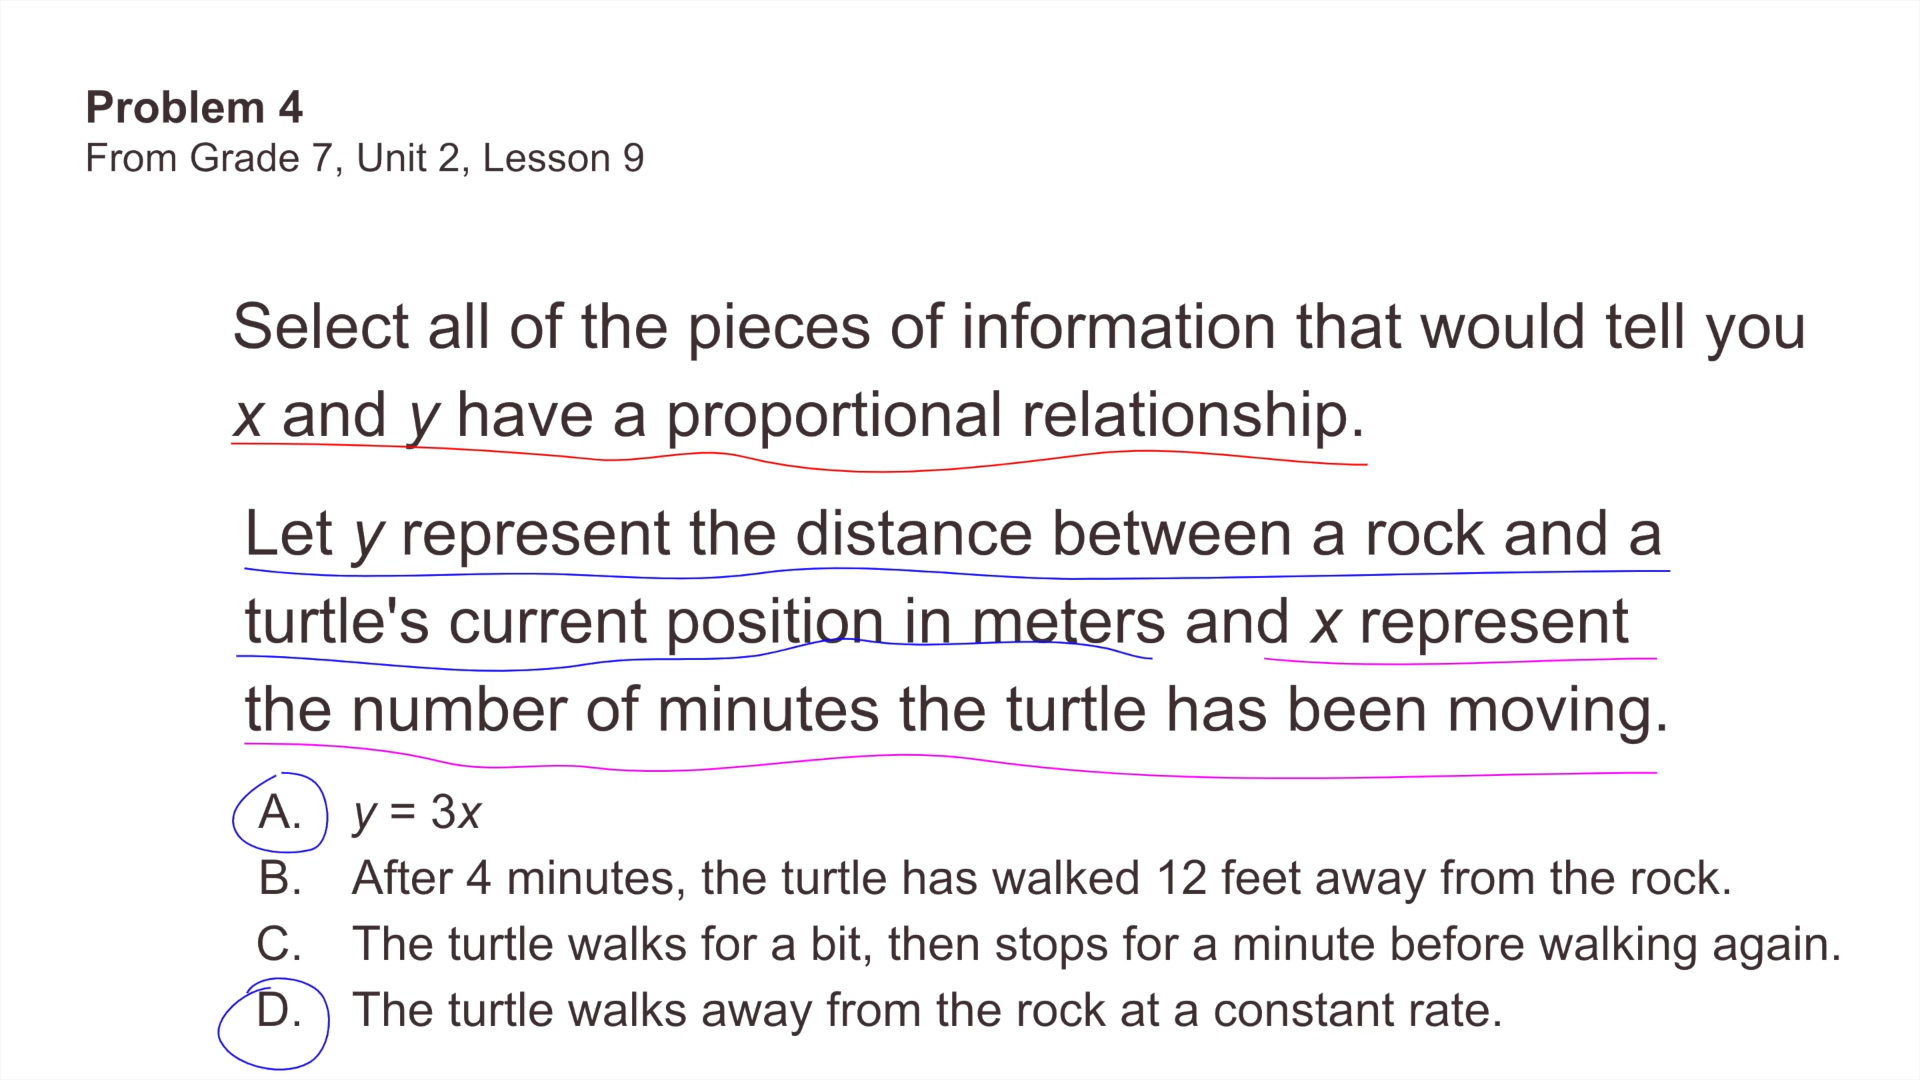 Problem 4
From Grade 7, Unit 2, Lesson 9
Select all of the pieces of information that would tell you
x and y have a proportional relationship.
Let y represent the distance between a rock and a
turtle's current position in meters and x represent
the number of minutes the turtle has been moving.
A. y = 3x
B. After 4 minutes, the turtle has walked 12 feet away from the rock.
C. The turtle walks for a bit, then stops for a minute before walking again.
D. The turtle walks away from the rock at a constant rate.